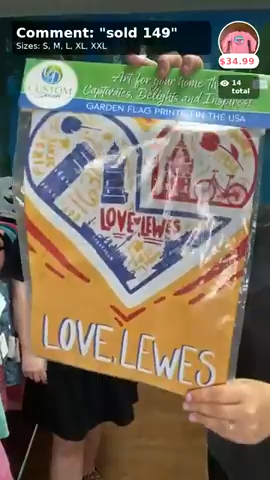 Comment: "sold 149"
Sizes: S, M, L, XL, XXL
$34.99
14
total
CUSTOM
Art for your home that
Captivates, Delights and Inspires!
GARDEN FLAG PRINTED IN THE USA
LOVE LEWES
LOVE, LEWES